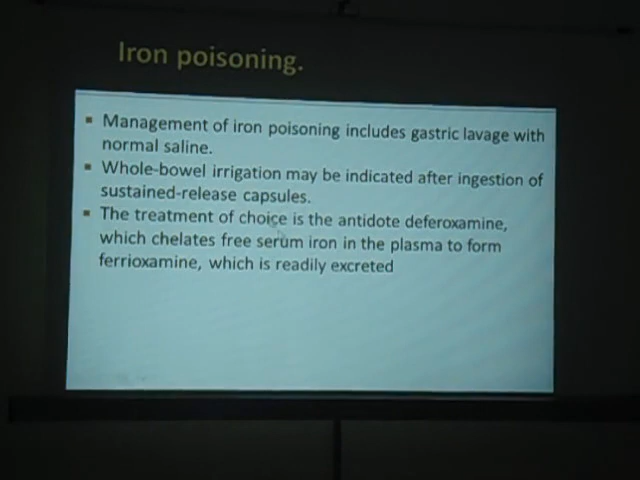 Iron poisoning.
▪ Management of iron poisoning includes gastric lavage with
normal saline.
▪ Whole-bowel irrigation may be indicated after ingestion of
sustained-release capsules.
▪ The treatment of choice is the antidote deferoxamine,
which chelates free serum iron in the plasma to form
ferrioxamine, which is readily excreted